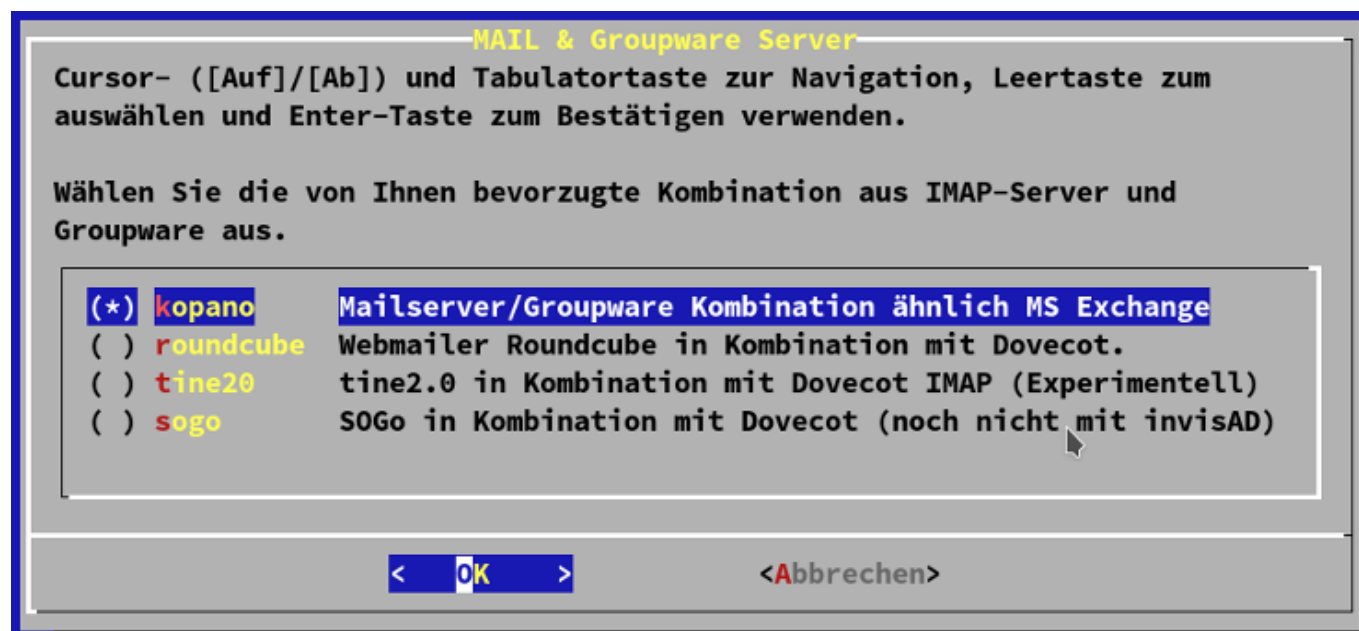 MAIL & Groupware Server
Cursor- ([Auf]/[Ab]) und Tabulatortaste zur Navigation, Leertaste zum
auswählen und Enter-Taste zum Bestätigen verwenden.
Wählen Sie die von Ihnen bevorzugte Kombination aus IMAP-Server und
Groupware aus.
(*) kopano Mailserver/Groupware Kombination ähnlich MS Exchange
( ) roundcube Webmailer Roundcube in Kombination mit Dovecot.
( ) tine20 tine2.0 in Kombination mit Dovecot IMAP (Experimentell)
( ) sogo SOGo in Kombination mit Dovecot (noch nicht mit invisAD)
< OK > <Abbrechen>